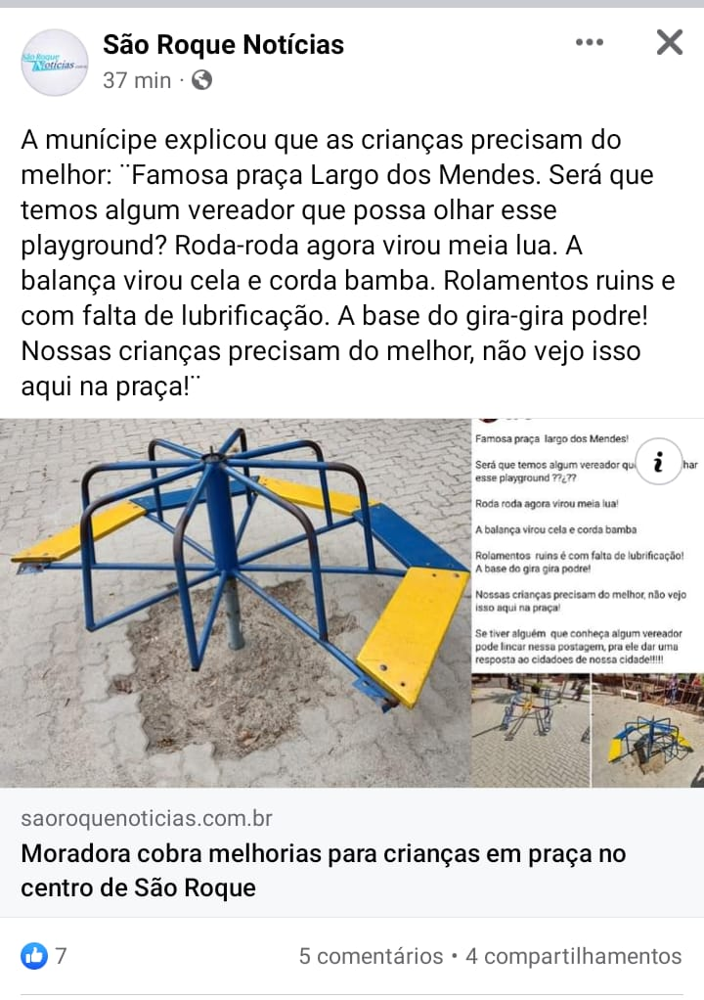 São Roque
Notícias
São Roque Notícias
37 min ·
A munícipe explicou que as crianças precisam do
melhor: ¨Famosa praça Largo dos Mendes. Será que
temos algum vereador que possa olhar esse
playground? Roda-roda agora virou meia lua. A
balança virou cela e corda bamba. Rolamentos ruins e
com falta de lubrificação. A base do gira-gira podre!
Nossas crianças precisam do melhor, não vejo isso
aqui na praça!¨
Famosa praça largo dos Mendes!
Será que temos algum vereador qu har
esse playground ??¿??
Roda roda agora virou meia lua!
A balança virou cela e corda bamba
Rolamentos ruins é com falta de lubrificação!
A base do gira gira podre!
Nossas crianças precisam do melhor, não vejo
isso aqui na praça!
Se tiver alguém que conheça algum vereador
pode lincar nessa postagem, pra ele dar uma
resposta ao cidadoes de nossa cidade!!!!!
saoroquenoticias.com.br
Moradora cobra melhorias para crianças em praça no
centro de São Roque
7
5 comentários • 4 compartilhamentos